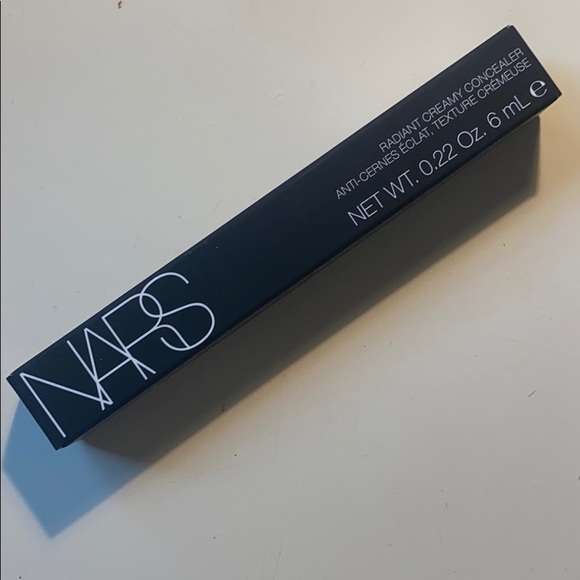 NARS
RADIANT CREAMY CONCEALER
ANTI-CERNES ÉCLAT, TEXTURE CRÉMEUSE
NET WT. 0.22 Oz. 6 mL ℮